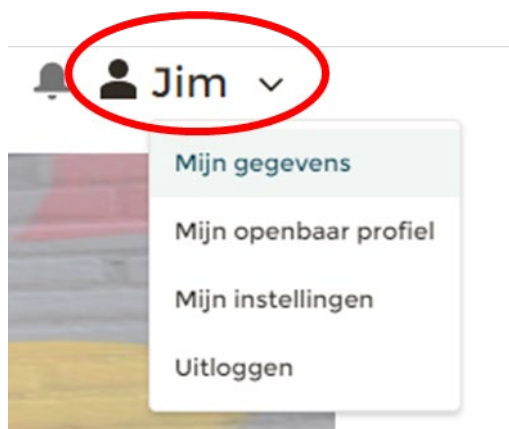 Jim
Mijn gegevens
Mijn openbaar profiel
Mijn instellingen
Uitloggen